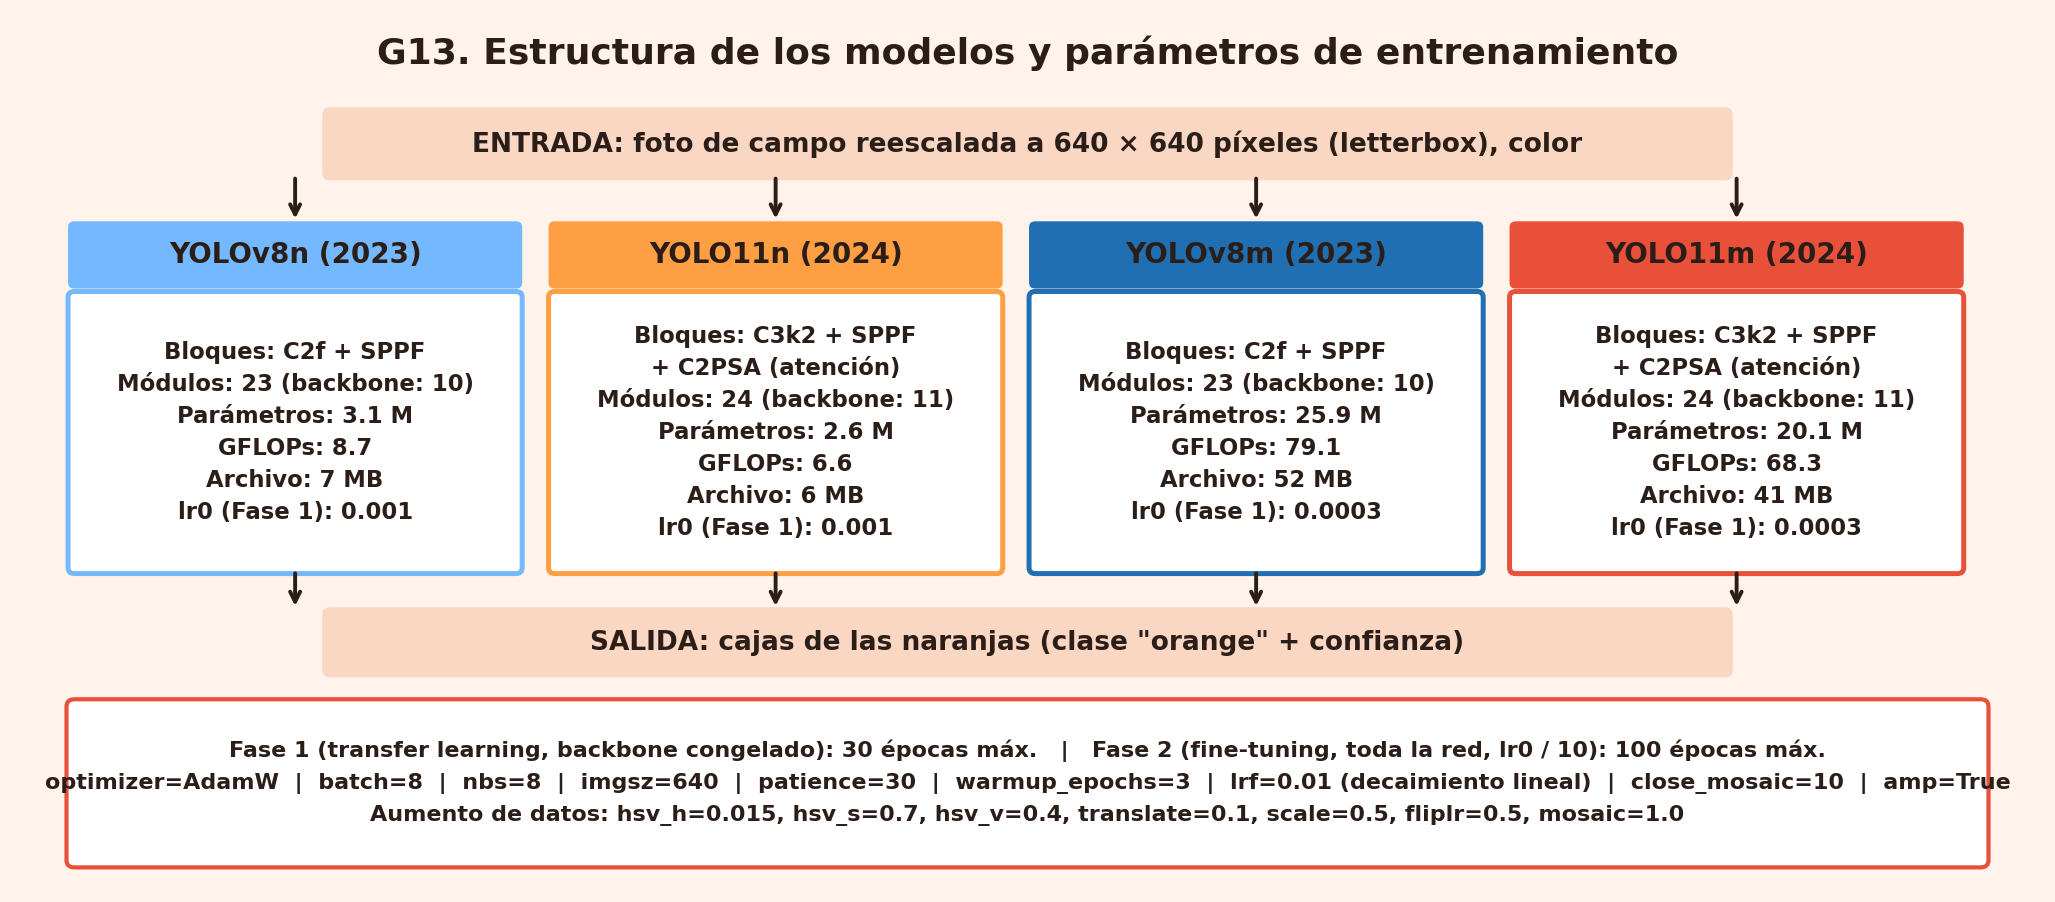 G13. Estructura de los modelos y parámetros de entrenamiento
ENTRADA: foto de campo reescalada a 640 × 640 píxeles (letterbox), color
YOLOv8n (2023)
Bloques: C2f + SPPF
Módulos: 23 (backbone: 10)
Parámetros: 3.1 M
GFLOPs: 8.7
Archivo: 7 MB
lr0 (Fase 1): 0.001
YOLO11n (2024)
Bloques: C3k2 + SPPF
+ C2PSA (atención)
Módulos: 24 (backbone: 11)
Parámetros: 2.6 M
GFLOPs: 6.6
Archivo: 6 MB
lr0 (Fase 1): 0.001
YOLOv8m (2023)
Bloques: C2f + SPPF
Módulos: 23 (backbone: 10)
Parámetros: 25.9 M
GFLOPs: 79.1
Archivo: 52 MB
lr0 (Fase 1): 0.0003
YOLO11m (2024)
Bloques: C3k2 + SPPF
+ C2PSA (atención)
Módulos: 24 (backbone: 11)
Parámetros: 20.1 M
GFLOPs: 68.3
Archivo: 41 MB
lr0 (Fase 1): 0.0003
SALIDA: cajas de las naranjas (clase "orange" + confianza)
Fase 1 (transfer learning, backbone congelado): 30 épocas máx. | Fase 2 (fine-tuning, toda la red, lr0 / 10): 100 épocas máx.
optimizer=AdamW | batch=8 | nbs=8 | imgsz=640 | patience=30 | warmup_epochs=3 | lrf=0.01 (decaimiento lineal) | close_mosaic=10 | amp=True
Aumento de datos: hsv_h=0.015, hsv_s=0.7, hsv_v=0.4, translate=0.1, scale=0.5, fliplr=0.5, mosaic=1.0